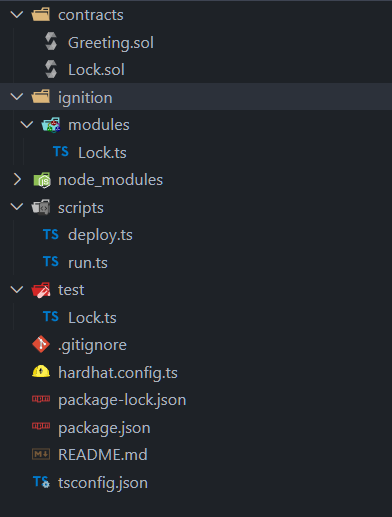 contracts
Greeting.sol
Lock.sol
ignition
modules
TS Lock.ts
node_modules
scripts
TS deploy.ts
TS run.ts
test
TS Lock.ts
.gitignore
hardhat.config.ts
package-lock.json
package.json
README.md
TS tsconfig.json